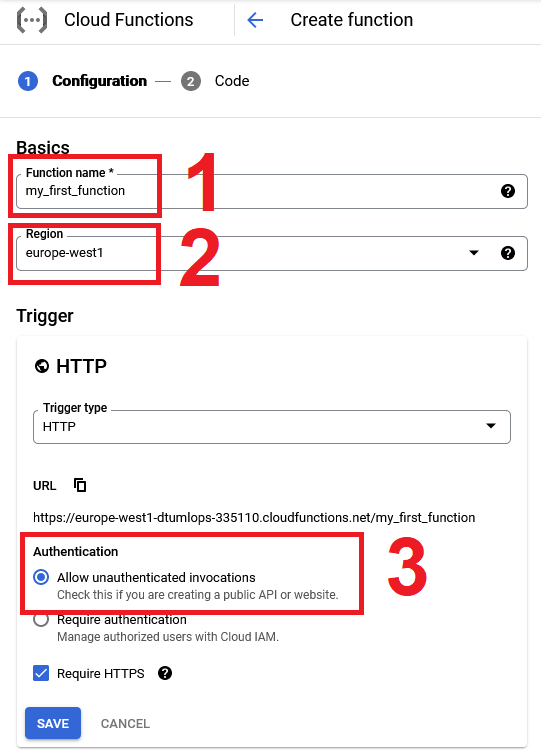 Cloud Functions
Create function
1 Configuration — 2 Code
Basics
Function name *
my_first_function
1
Region
europe-west1
2
Trigger
HTTP
Trigger type
HTTP
URL
https://europe-west1-dtumlops-335110.cloudfunctions.net/my_first_function
Authentication
Allow unauthenticated invocations
Check this if you are creating a public API or website.
3
Require authentication
Manage authorized users with Cloud IAM.
Require HTTPS
SAVE CANCEL